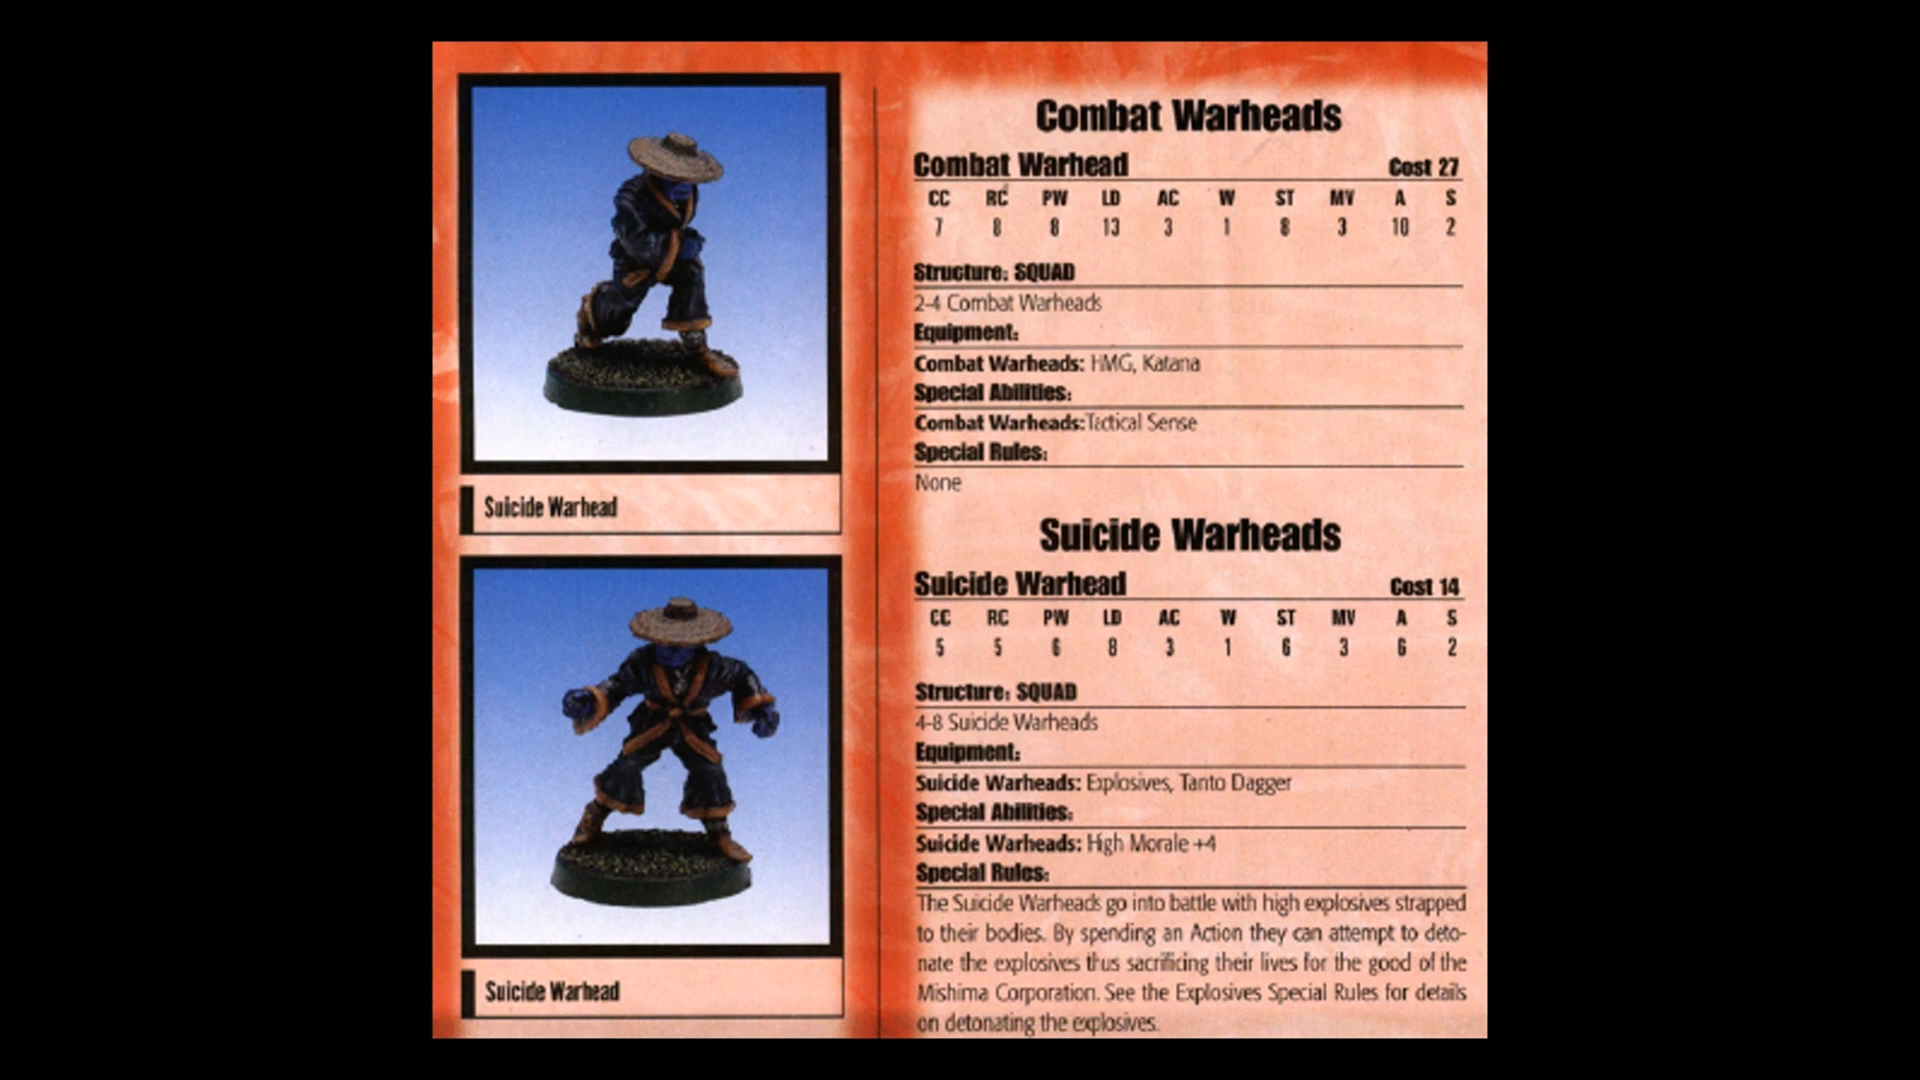 Suicide Warhead
Suicide Warhead
Combat Warheads
Combat Warhead Cost 27
CC RC PW LD AC W ST MV A S
7 8 8 13 3 1 8 3 10 2
Structure: SQUAD
2-4 Combat Warheads
Equipment:
Combat Warheads: HMG, Katana
Special Abilities:
Combat Warheads:Tactical Sense
Special Rules:
None
Suicide Warheads
Suicide Warhead Cost 14
CC RC PW LD AC W ST MV A S
5 5 6 8 3 1 6 3 6 2
Structure: SQUAD
4-8 Suicide Warheads
Equipment:
Suicide Warheads: Explosives, Tanto Dagger
Special Abilities:
Suicide Warheads: High Morale +4
Special Rules:
The Suicide Warheads go into battle with high explosives strapped
to their bodies. By spending an Action they can attempt to deto-
nate the explosives thus sacrificing their lives for the good of the
Mishima Corporation. See the Explosives Special Rules for details
on detonating the explosives.